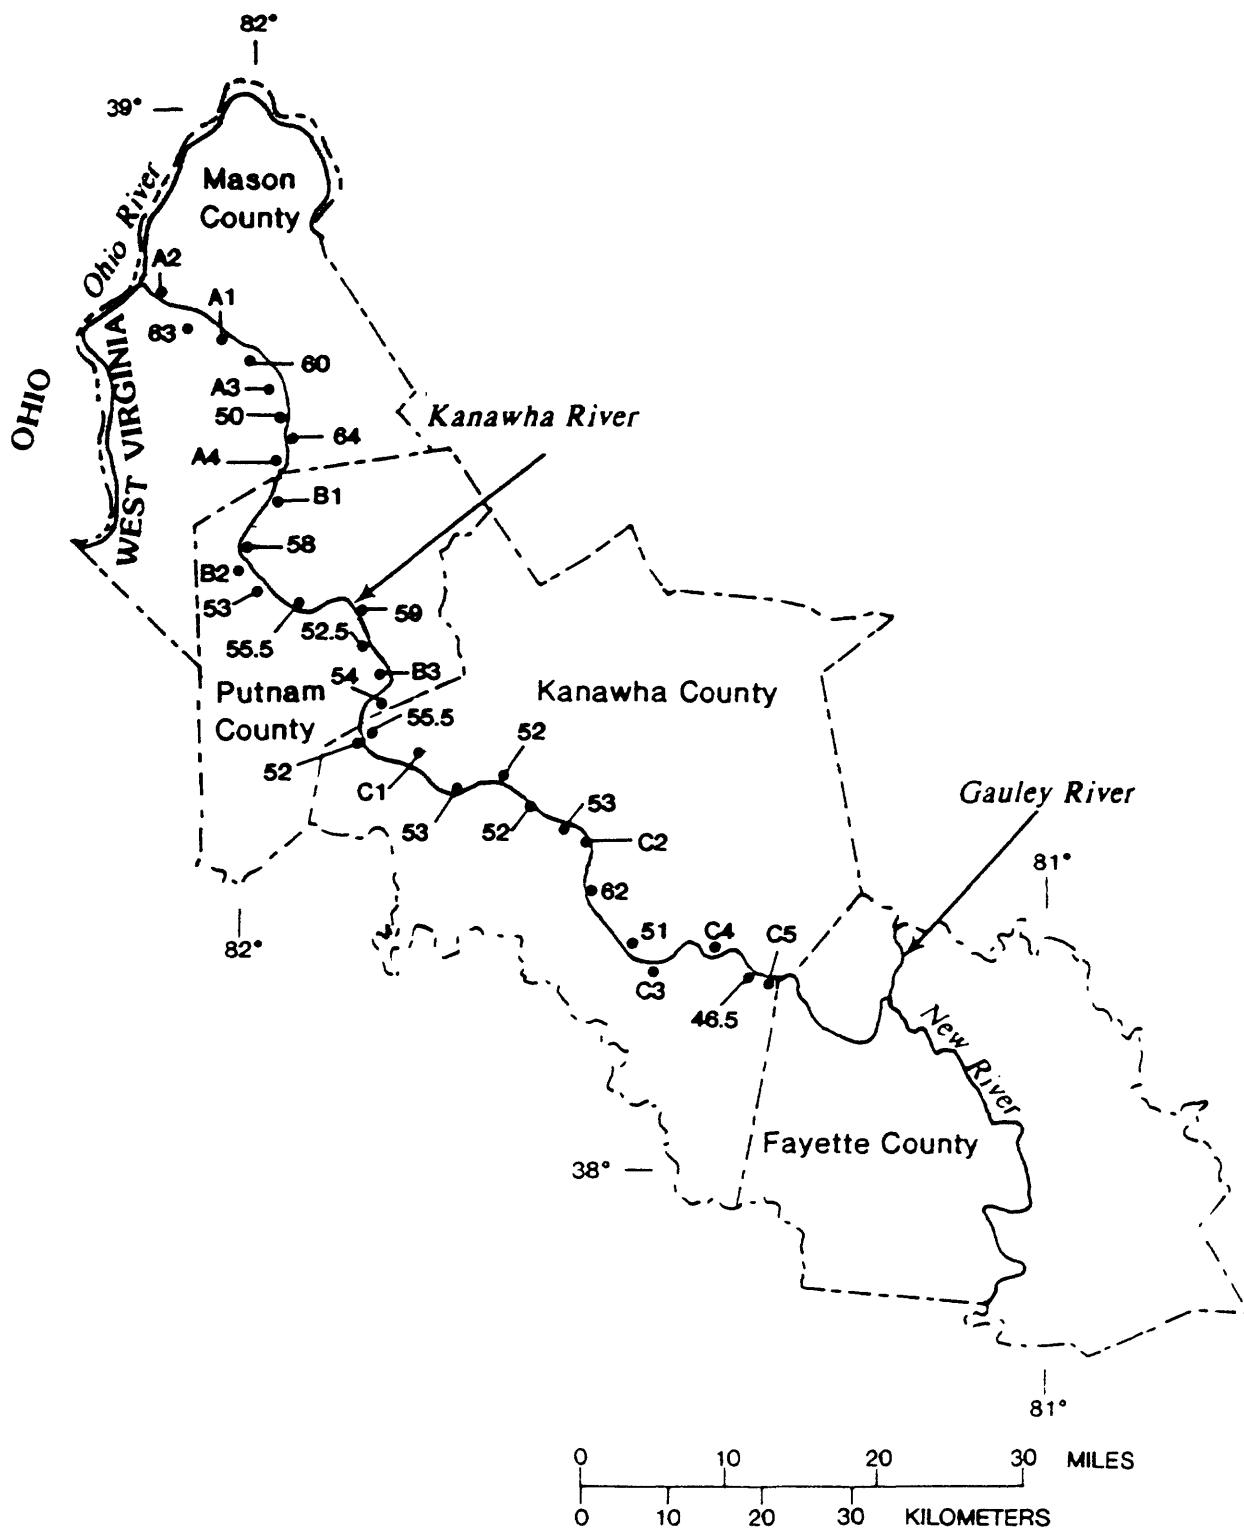 82°
39°
Mason
County
Ohio River
A2
A1
63
60
A3
OHIO
WEST VIRGINIA
50
Kanawha River
64
A4
B1
58
B2
53
59
55.5
52.5
54
B3
Putnam
County
Kanawha County
55.5
52
52
C1
Gauley River
53
53
52
C2
81°
62
82°
51
C4
C5
C3
46.5
New River
Fayette County
38°
81°
0 10 20 30 MILES
0 10 20 30 KILOMETERS